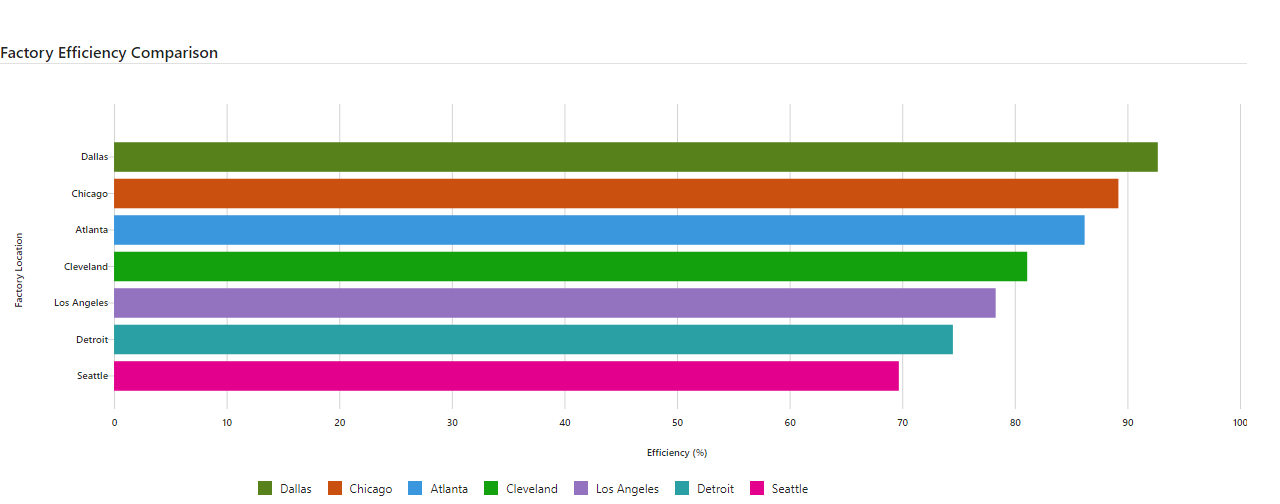 Factory Efficiency Comparison
Factory Location
Dallas
Chicago
Atlanta
Cleveland
Los Angeles
Detroit
Seattle
0 10 20 30 40 50 60 70 80 90 100
Efficiency (%)
Dallas Chicago Atlanta Cleveland Los Angeles Detroit Seattle